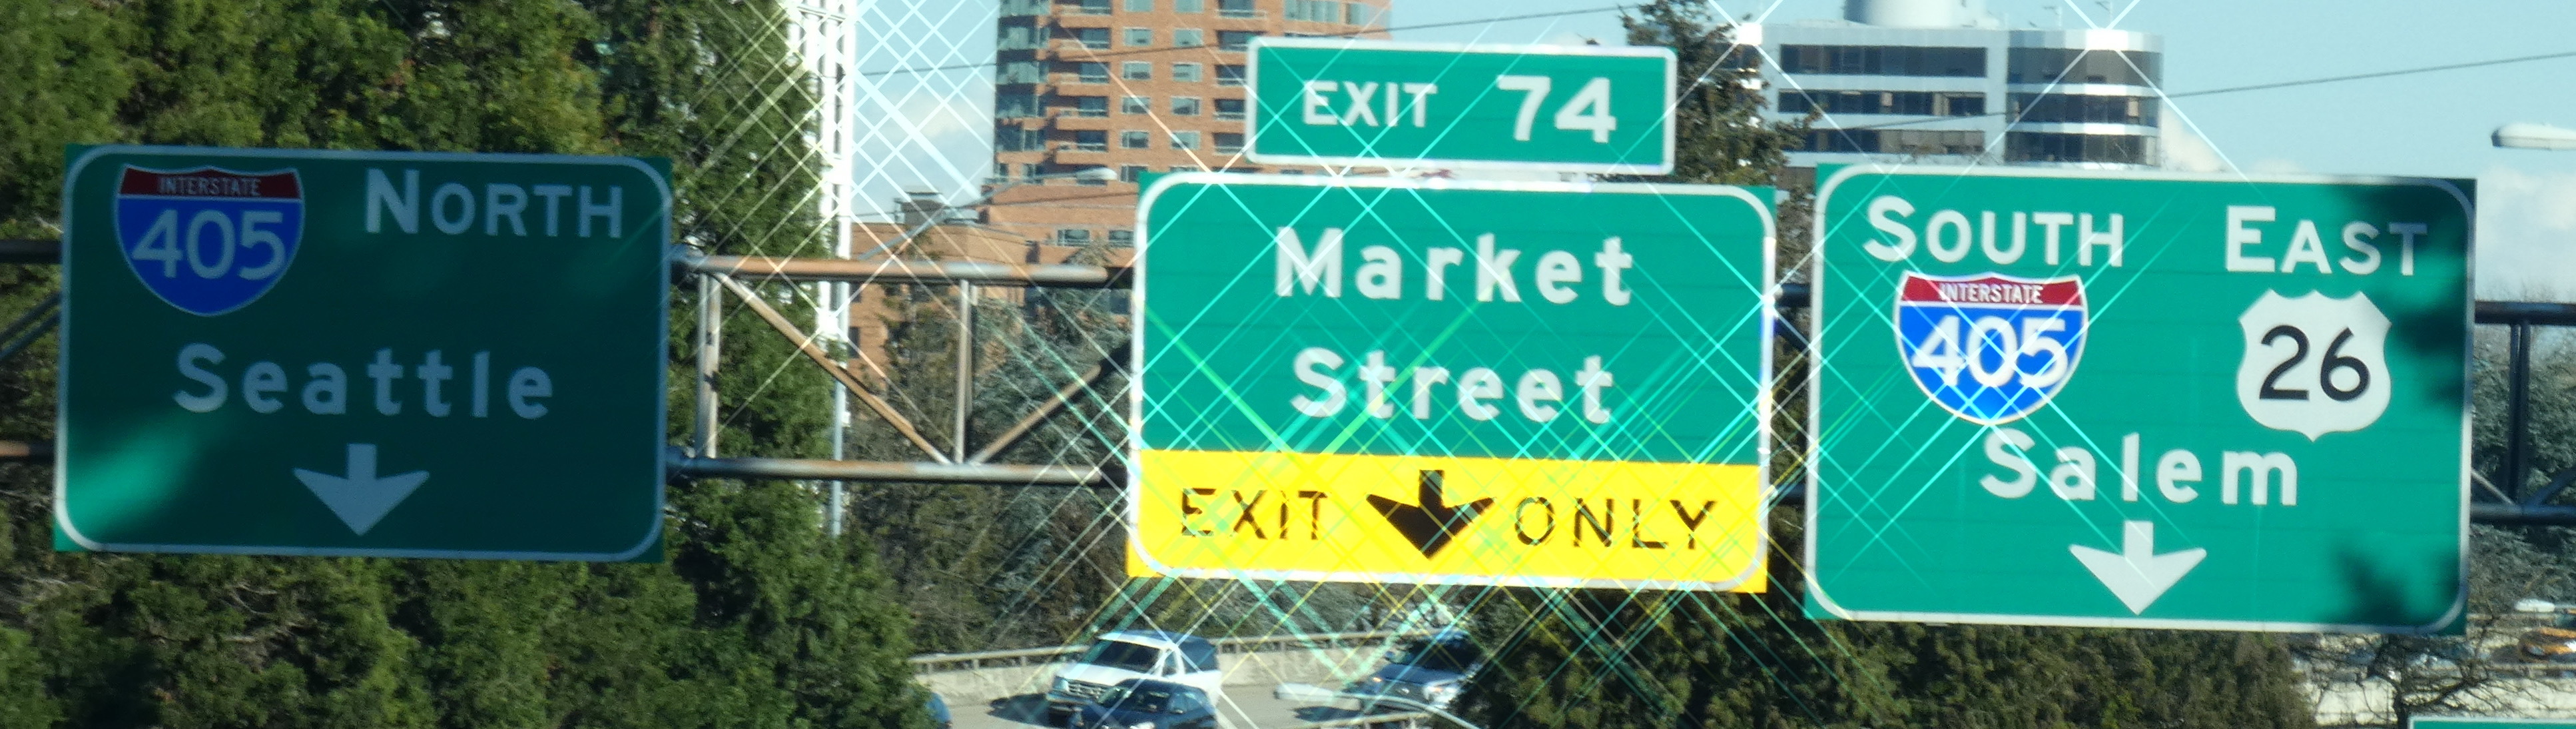 INTERSTATE
405
NORTH
Seattle
EXIT 74
Market
Street
EXIT ONLY
SOUTH EAST
INTERSTATE
405
26
Salem